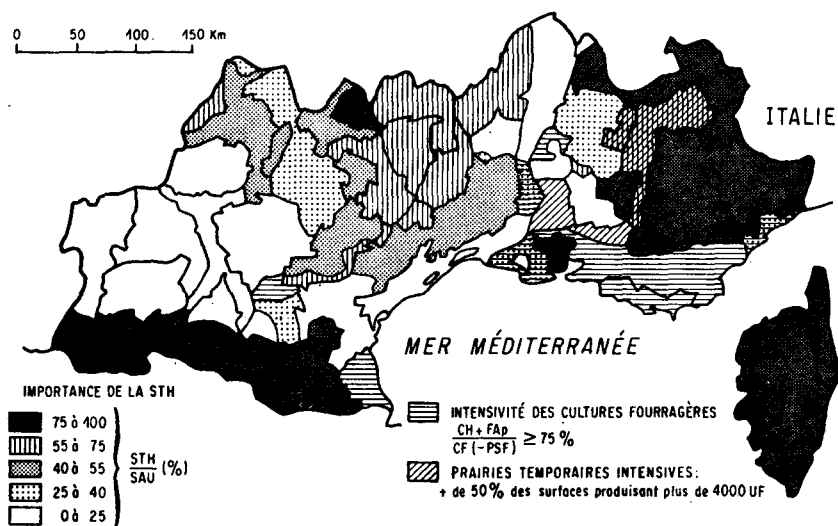 0 50 100. 150 Km
ITALIE
MER MÉDITERRANÉE
IMPORTANCE DE LA STH
75 à 100
55 à 75
40 à 55
25 à 40
0 à 25
STH
SAU (%)
INTENSIVITÉ DES CULTURES FOURRAGÈRES
CH + FAp
CF (-PSF) ≥ 75 %
PRAIRIES TEMPORAIRES INTENSIVES:
+ de 50% des surfaces produisant plus de 4000 UF